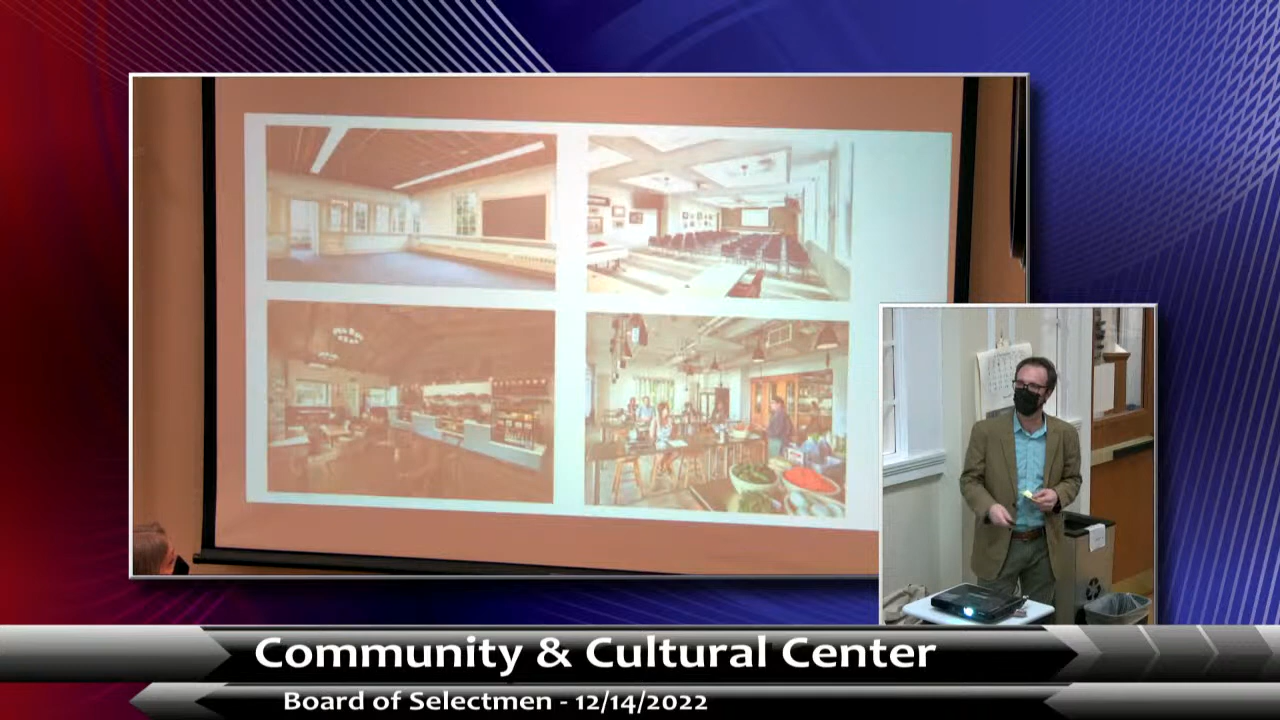 Community & Cultural Center
Board of Selectmen - 12/14/2022